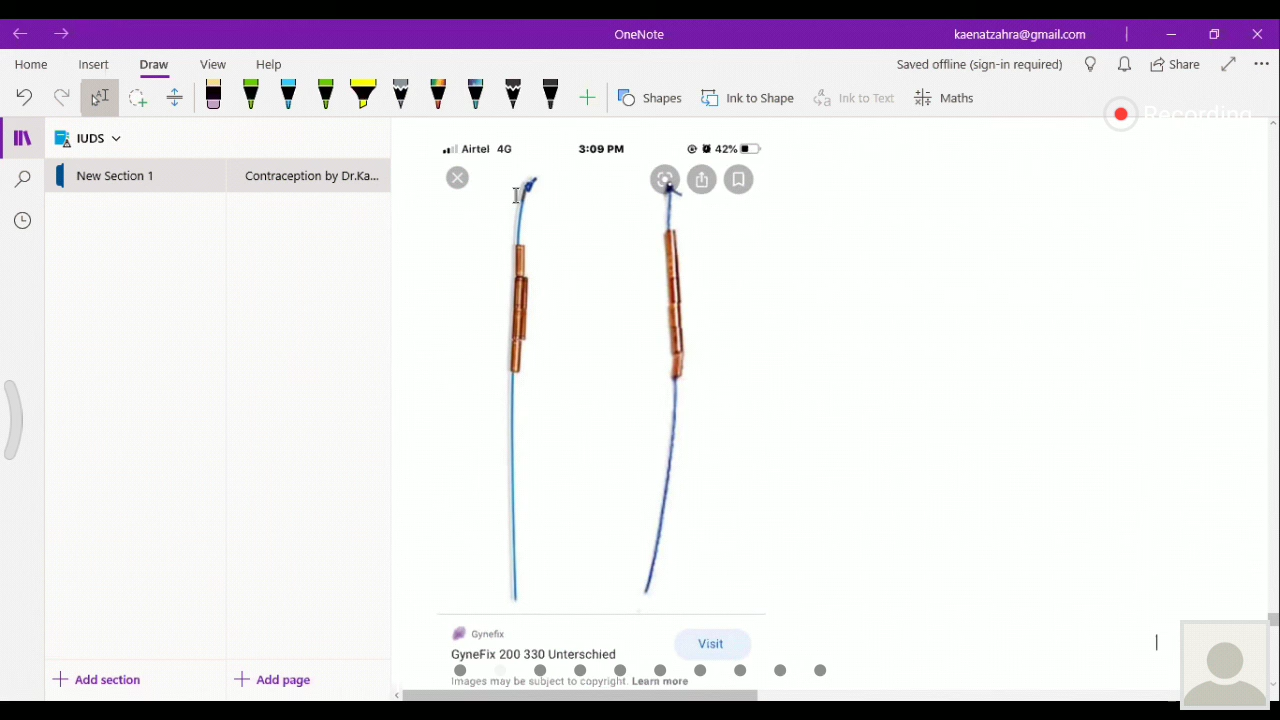 OneNote
kaenatzahra@gmail.com
Home Insert Draw View Help
Saved offline (sign-in required)
Share
Shapes
Ink to Shape
Ink to Text
Maths
Recording
IUDS
New Section 1
Contraception by Dr.Ka...
Airtel 4G
3:09 PM
42%
Gynefix
GyneFix 200 330 Unterschied
Visit
Images may be subject to copyright. Learn more
Add section
Add page